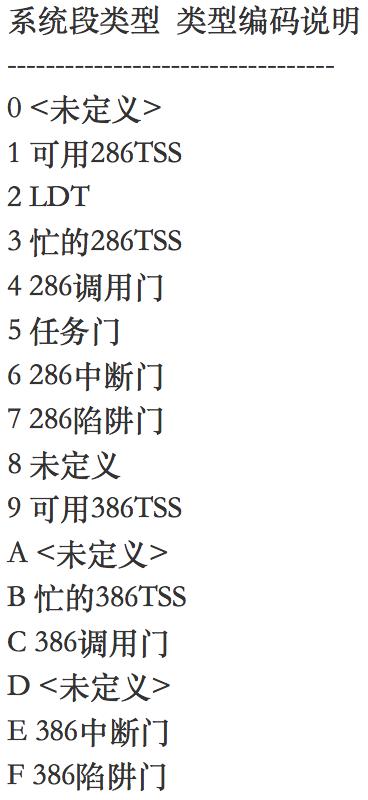 系统段类型 类型编码说明
----------------------------------
0 <未定义>
1 可用286TSS
2 LDT
3 忙的286TSS
4 286调用门
5 任务门
6 286中断门
7 286陷阱门
8 未定义
9 可用386TSS
A <未定义>
B 忙的386TSS
C 386调用门
D <未定义>
E 386中断门
F 386陷阱门